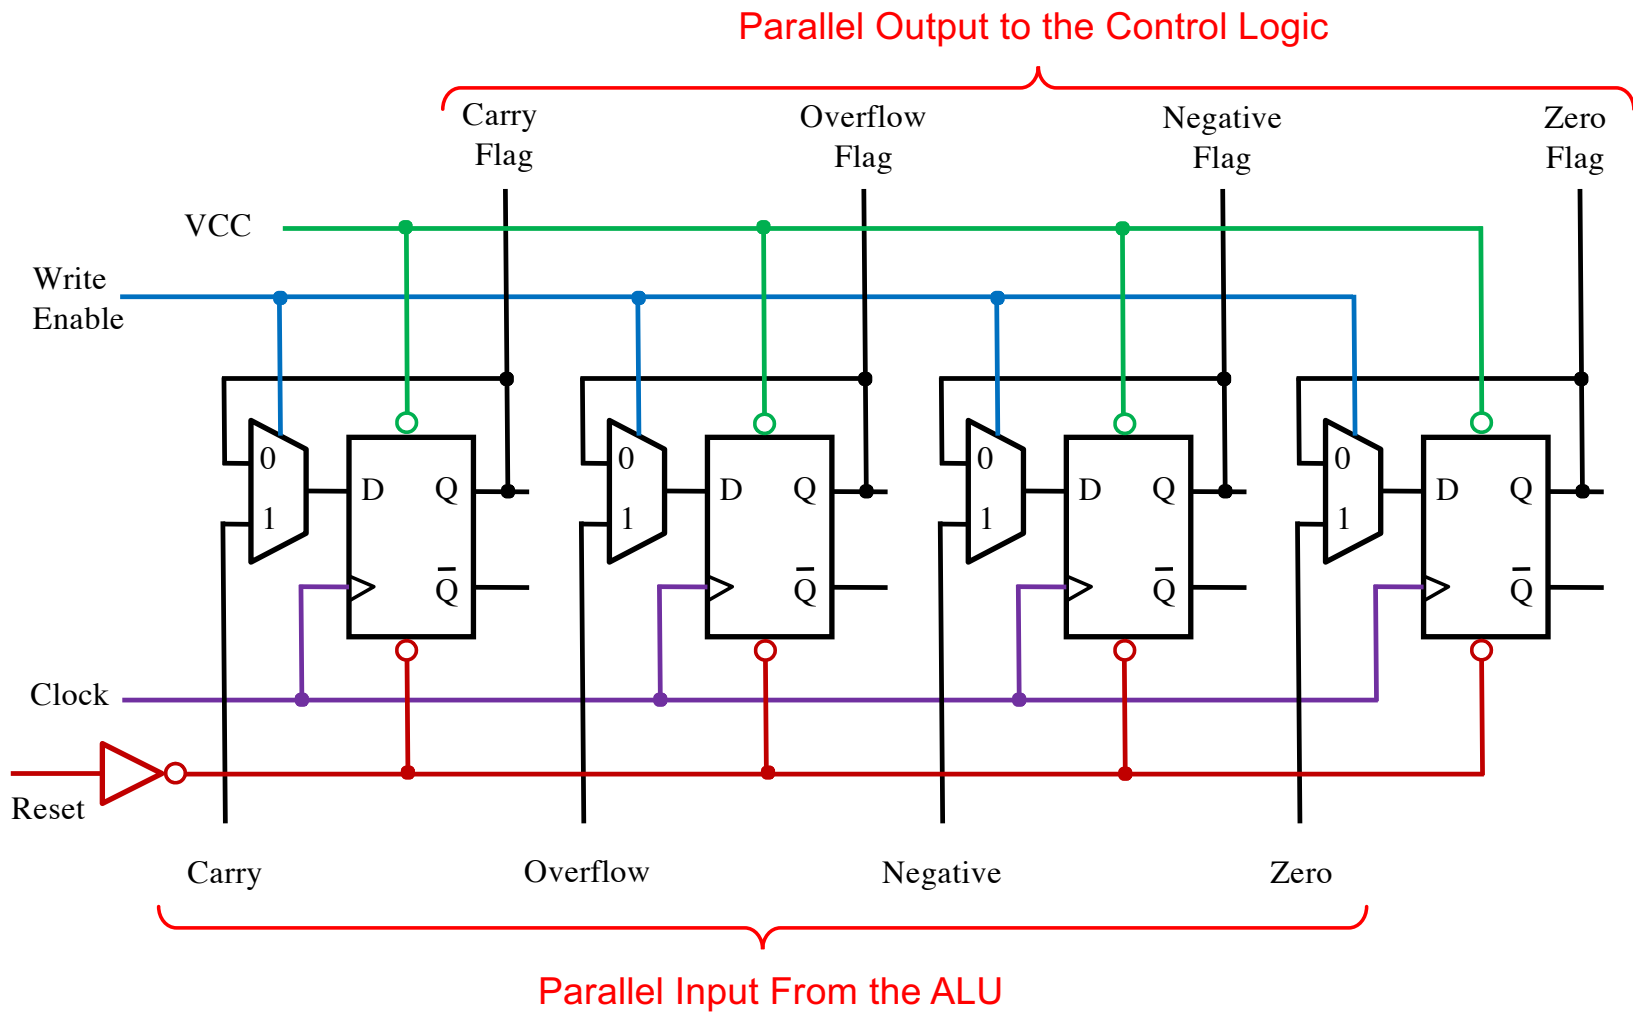 Parallel Output to the Control Logic
Carry
Flag
Overflow
Flag
Negative
Flag
Zero
Flag
VCC
Write
Enable
0
1
D
Q
Q̅
0
1
D
Q
Q̅
0
1
D
Q
Q̅
0
1
D
Q
Q̅
Clock
Reset
Carry
Overflow
Negative
Zero
Parallel Input From the ALU